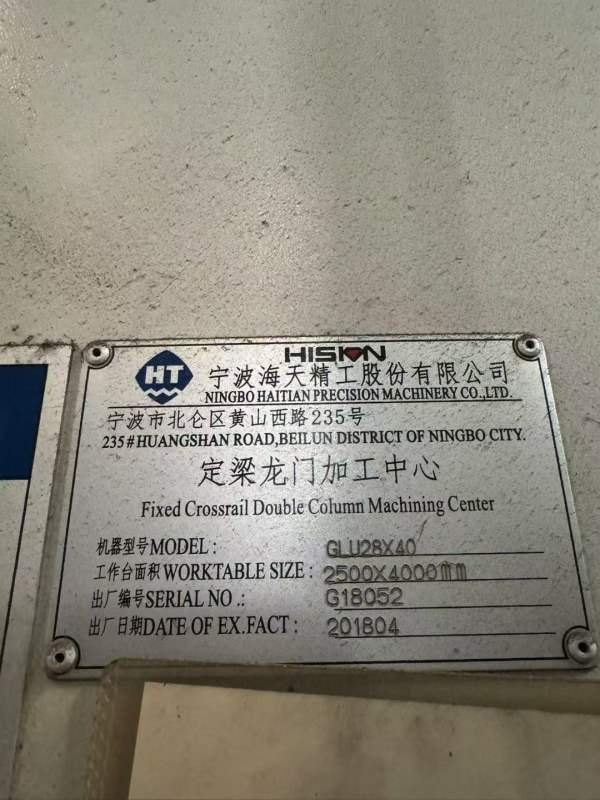 HISION
HT
宁波海天精工股份有限公司
NINGBO HAITIAN PRECISION MACHINERY CO.,LTD.
宁波市北仑区黄山西路235号
235#HUANGSHAN ROAD,BEILUN DISTRICT OF NINGBO CITY.
定梁龙门加工中心
Fixed Crossrail Double Column Machining Center
机器型号MODEL: GLU28X40
工作台面积WORKTABLE SIZE: 2500X4000mm
出厂编号SERIAL NO.: G18052
出厂日期DATE OF EX.FACT: 201804